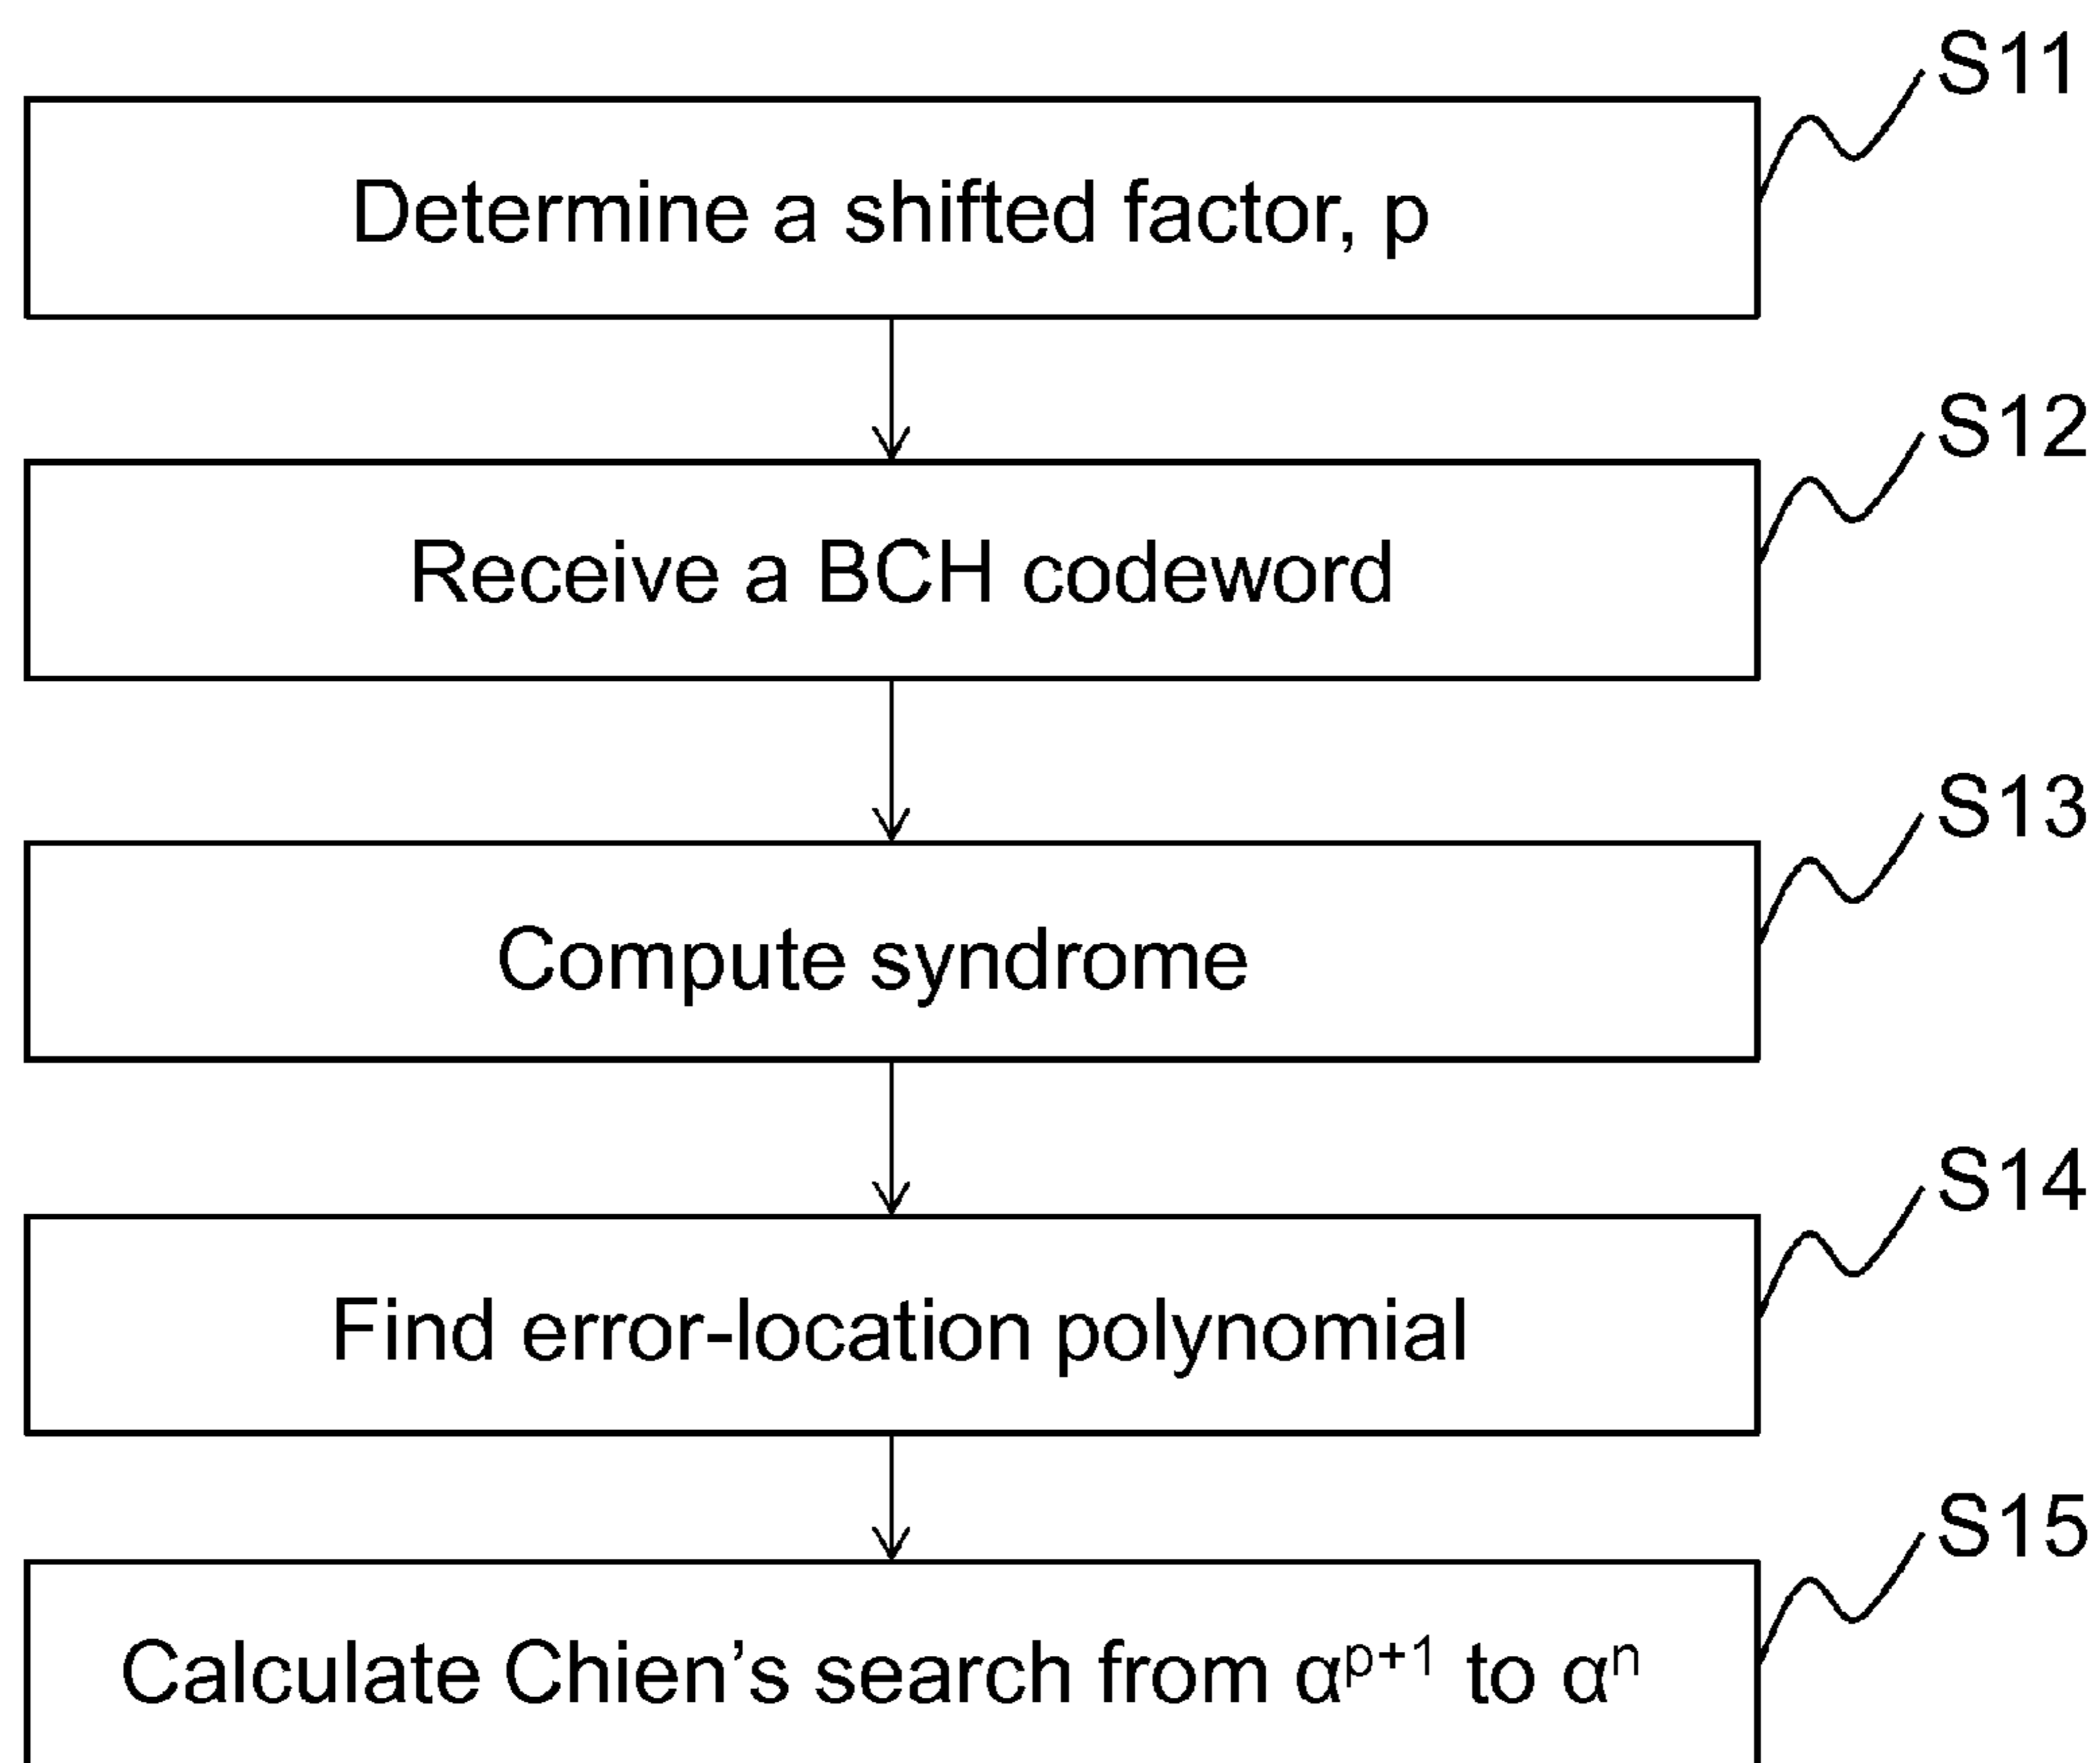 S11
Determine a shifted factor, p
S12
Receive a BCH codeword
S13
Compute syndrome
S14
Find error-location polynomial
S15
Calculate Chien’s search from αᵖ⁺¹ to αⁿ